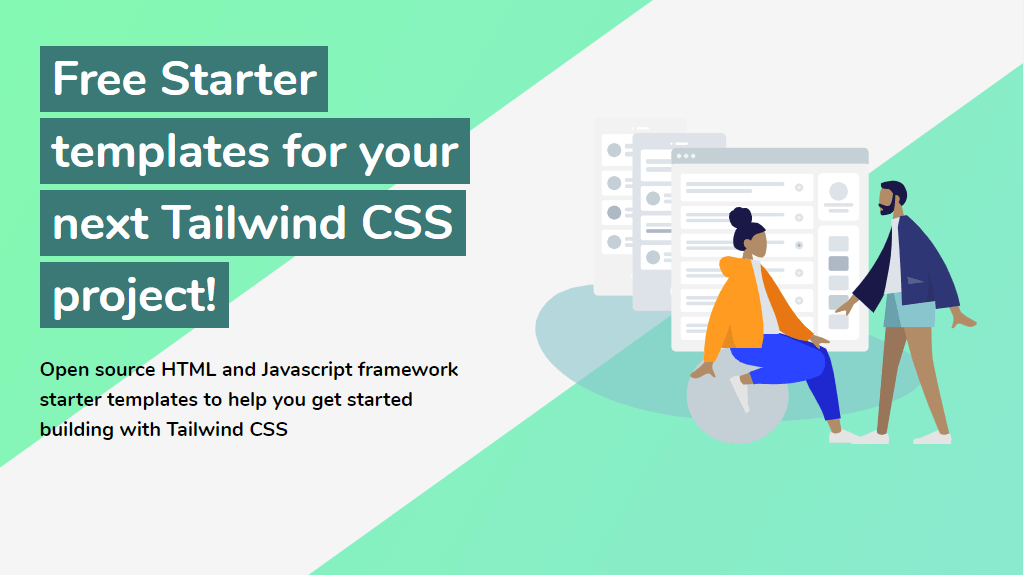 Free Starter
templates for your
next Tailwind CSS
project!
Open source HTML and Javascript framework
starter templates to help you get started
building with Tailwind CSS